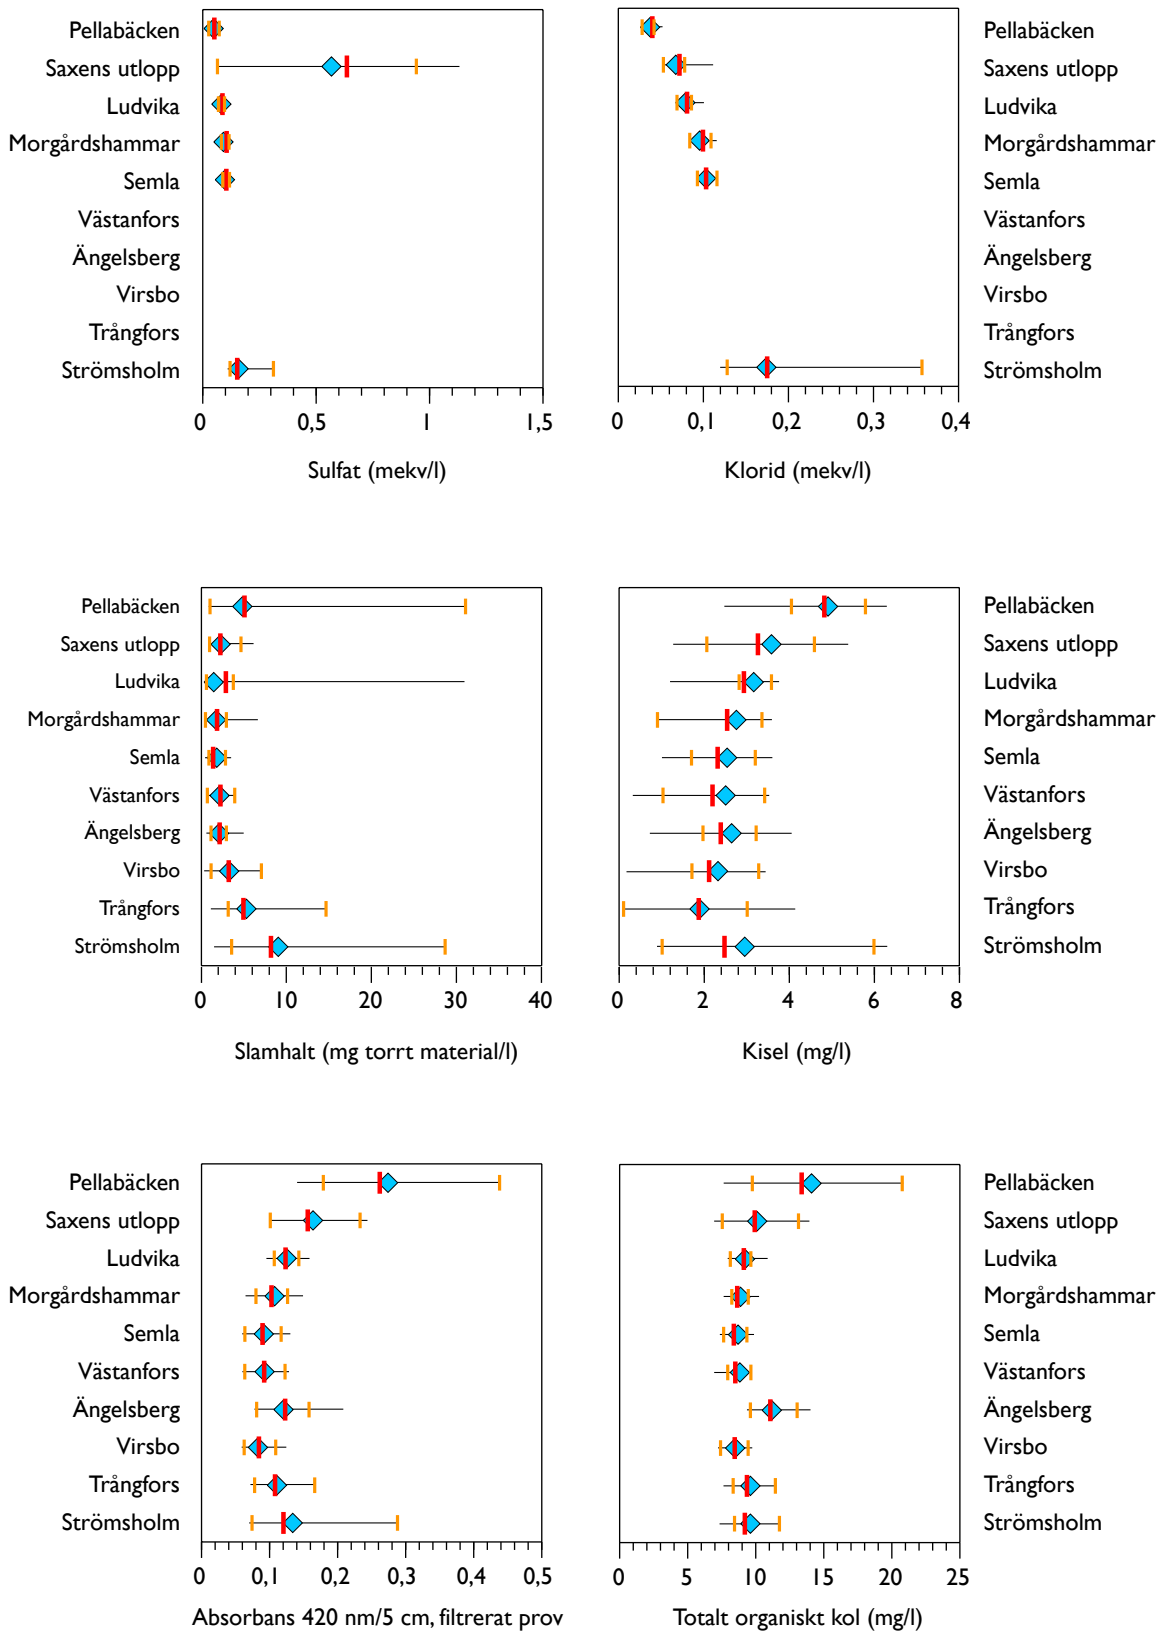 Pellabäcken
Saxens utlopp
Ludvika
Morgårdshammar
Semla
Västanfors
Ängelsberg
Virsbo
Trångfors
Strömsholm
0 0,5 1 1,5
Sulfat (mekv/l)
Pellabäcken
Saxens utlopp
Ludvika
Morgårdshammar
Semla
Västanfors
Ängelsberg
Virsbo
Trångfors
Strömsholm
0 0,1 0,2 0,3 0,4
Klorid (mekv/l)
Pellabäcken
Saxens utlopp
Ludvika
Morgårdshammar
Semla
Västanfors
Ängelsberg
Virsbo
Trångfors
Strömsholm
0 10 20 30 40
Slamhalt (mg torrt material/l)
Pellabäcken
Saxens utlopp
Ludvika
Morgårdshammar
Semla
Västanfors
Ängelsberg
Virsbo
Trångfors
Strömsholm
0 2 4 6 8
Kisel (mg/l)
Pellabäcken
Saxens utlopp
Ludvika
Morgårdshammar
Semla
Västanfors
Ängelsberg
Virsbo
Trångfors
Strömsholm
0 0,1 0,2 0,3 0,4 0,5
Absorbans 420 nm/5 cm, filtrerat prov
Pellabäcken
Saxens utlopp
Ludvika
Morgårdshammar
Semla
Västanfors
Ängelsberg
Virsbo
Trångfors
Strömsholm
0 5 10 15 20 25
Totalt organiskt kol (mg/l)